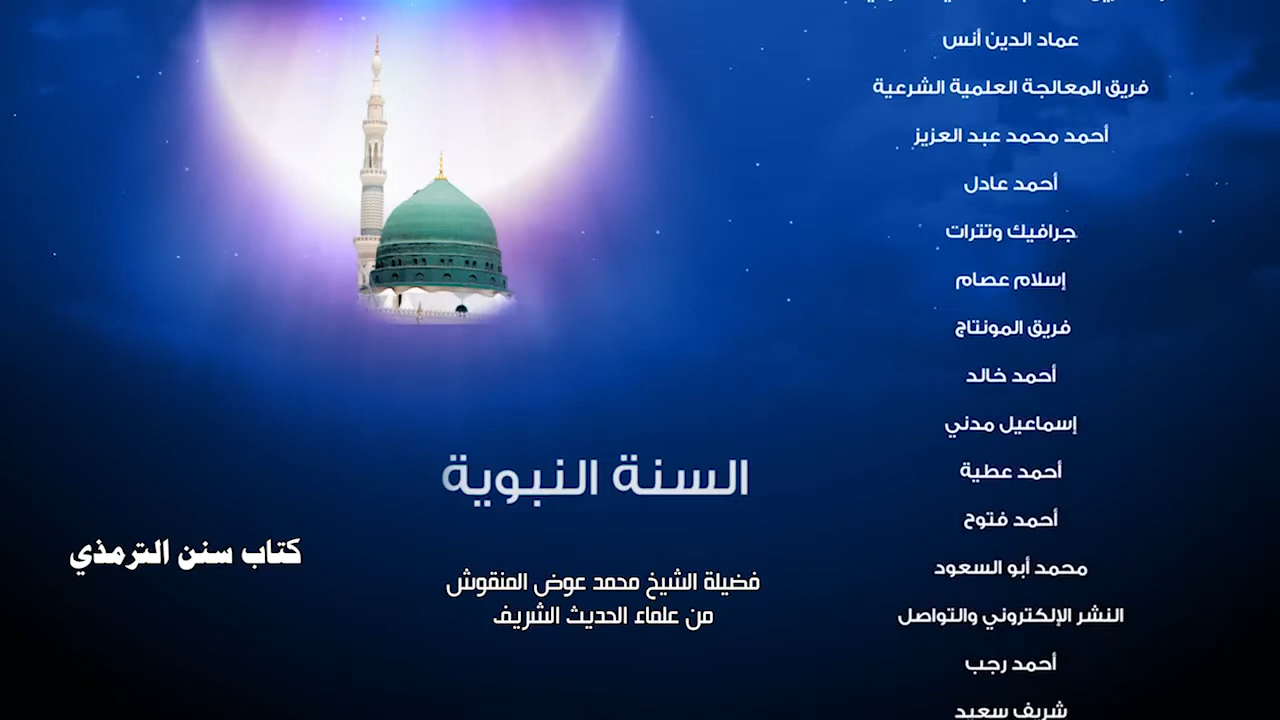 عماد الدين أنس
فريق المعالجة العلمية الشرعية
أحمد محمد عبد العزيز
أحمد عادل
جرافيك وتترات
إسلام عصام
فريق المونتاج
أحمد خالد
إسماعيل مدني
أحمد عطية
أحمد فتوح
محمد أبو السعود
النشر الإلكتروني والتواصل
أحمد رجب
شريف سعيد
السنة النبوية
فضيلة الشيخ محمد عوض المنقوش
من علماء الحديث الشريف
كتاب سنن الترمذي